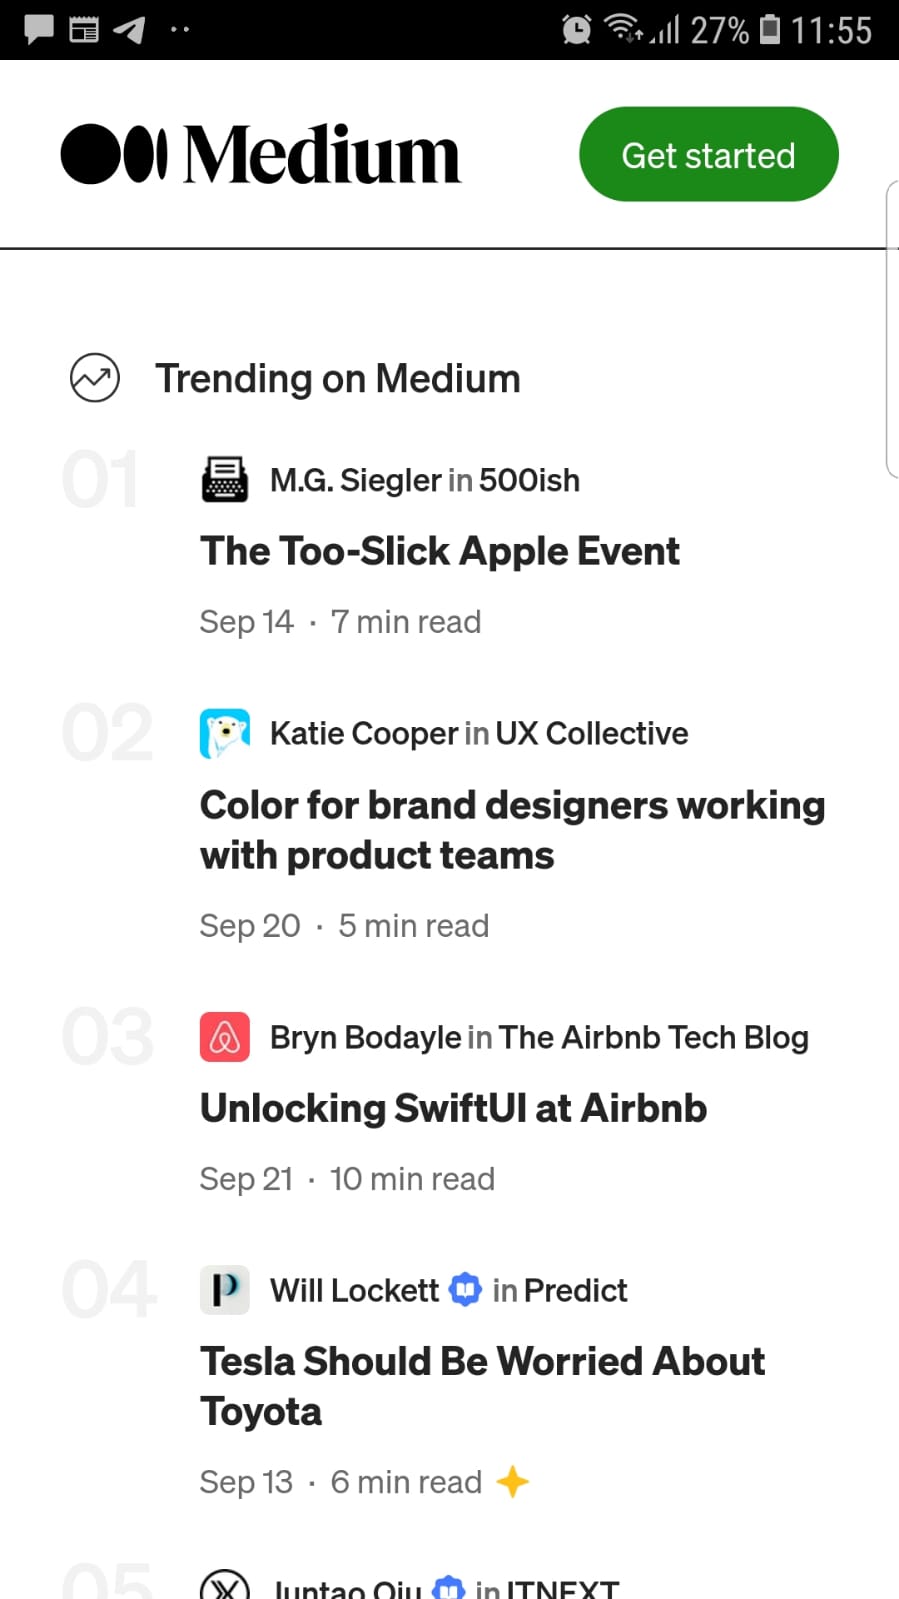 27% 11:55
Medium
Get started
Trending on Medium
01
M.G. Siegler in 500ish
The Too-Slick Apple Event
Sep 14 · 7 min read
02
Katie Cooper in UX Collective
Color for brand designers working
with product teams
Sep 20 · 5 min read
03
Bryn Bodayle in The Airbnb Tech Blog
Unlocking SwiftUI at Airbnb
Sep 21 · 10 min read
04
P
Will Lockett in Predict
Tesla Should Be Worried About
Toyota
Sep 13 · 6 min read
05
Juntao Qiu in ITNEXT